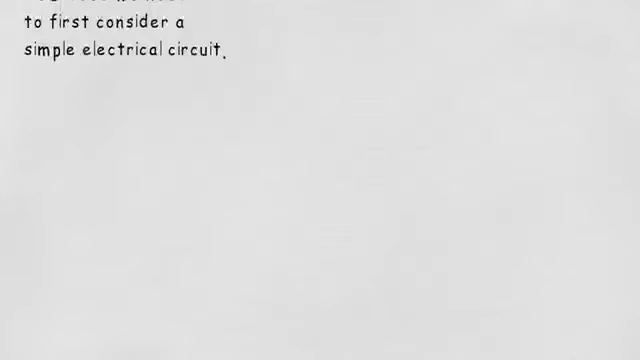 to first consider a
simple electrical circuit.